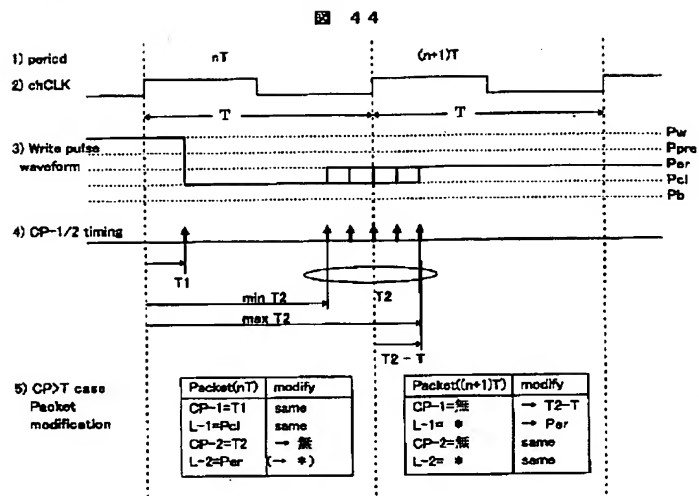 図 44
1) period nT (n+1)T
2) chCLK
T T
3) Write pulse
waveform
Pw
Ppre
Per
Pcl
Pb
4) CP-1/2 timing
T1
T2
min T2
max T2
T2-T
5) CP>T case
Packet
modification
Packet(nT) modify
CP-1=T1 same
L-1=Pcl same
CP-2=T2 → 無
L-2=Per (→ *)
Packet((n+1)T) modify
CP-1=無 → T2-T
L-1= * → Per
CP-2=無 same
L-2= * same